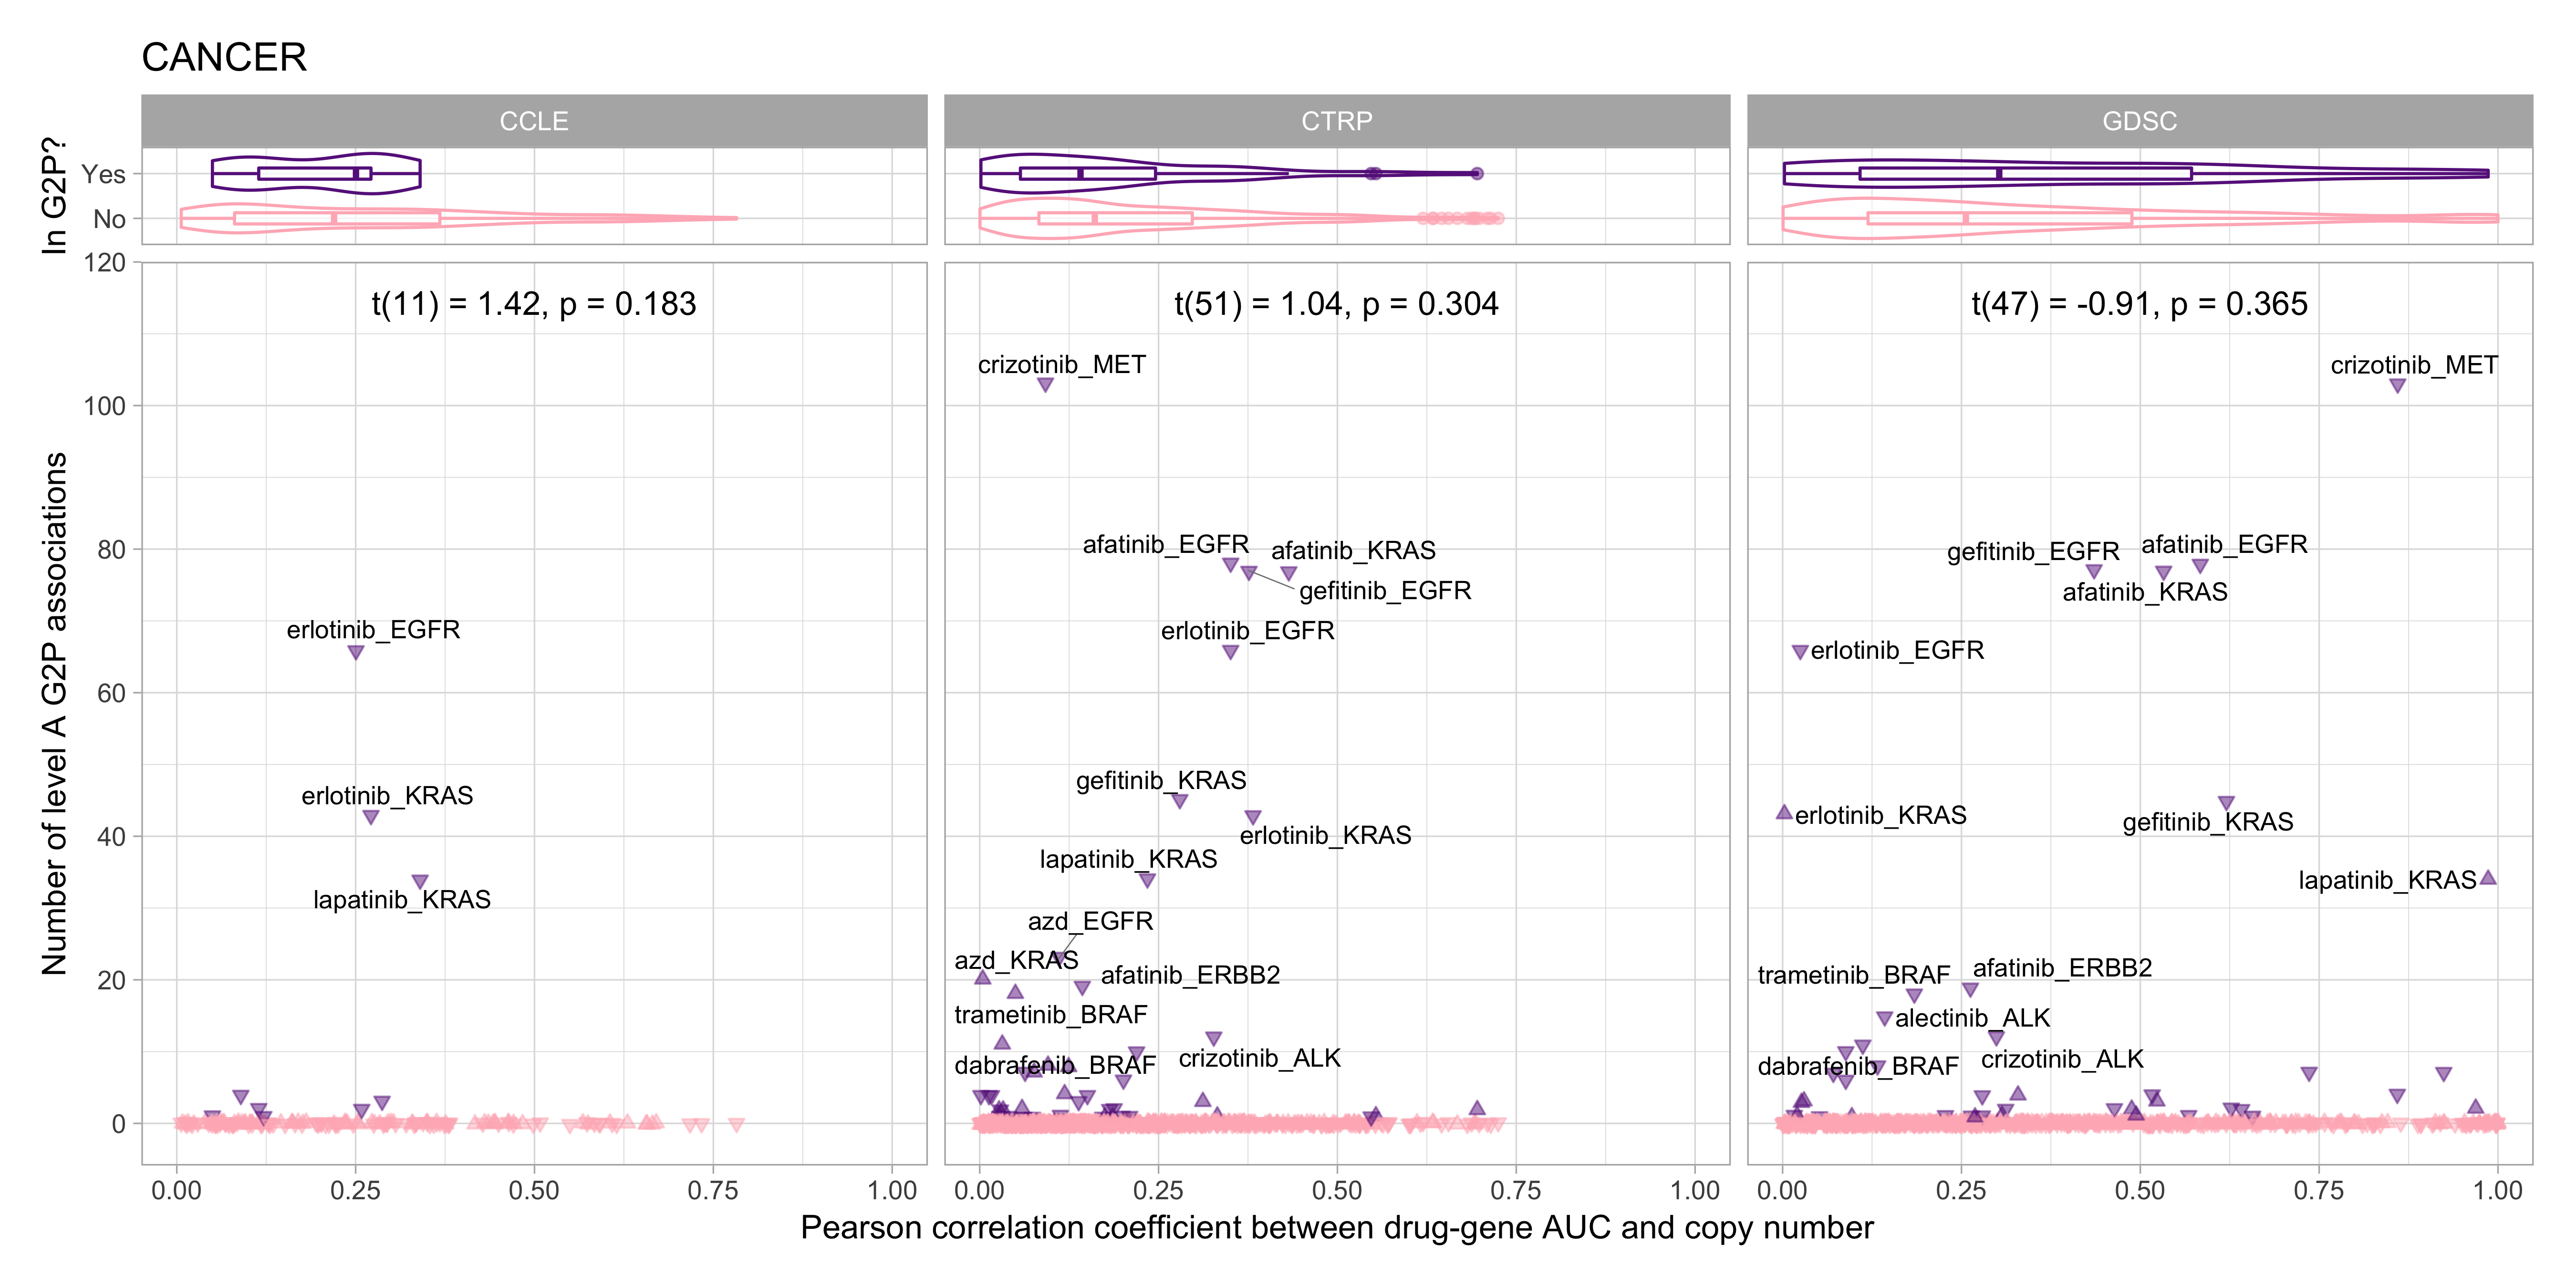 CANCER
CCLE
CTRP
GDSC
In G2P?
Yes
No
Number of level A G2P associations
120
100
80
60
40
20
0
t(11) = 1.42, p = 0.183
erlotinib_EGFR
erlotinib_KRAS
lapatinib_KRAS
0.00 0.25 0.50 0.75 1.00
t(51) = 1.04, p = 0.304
crizotinib_MET
afatinib_EGFR
afatinib_KRAS
gefitinib_EGFR
erlotinib_EGFR
gefitinib_KRAS
erlotinib_KRAS
lapatinib_KRAS
azd_EGFR
azd_KRAS
afatinib_ERBB2
trametinib_BRAF
crizotinib_ALK
dabrafenib_BRAF
0.00 0.25 0.50 0.75 1.00
t(47) = -0.91, p = 0.365
crizotinib_MET
afatinib_EGFR
gefitinib_EGFR
afatinib_KRAS
erlotinib_EGFR
erlotinib_KRAS
gefitinib_KRAS
lapatinib_KRAS
afatinib_ERBB2
trametinib_BRAF
alectinib_ALK
crizotinib_ALK
dabrafenib_BRAF
0.00 0.25 0.50 0.75 1.00
Pearson correlation coefficient between drug-gene AUC and copy number